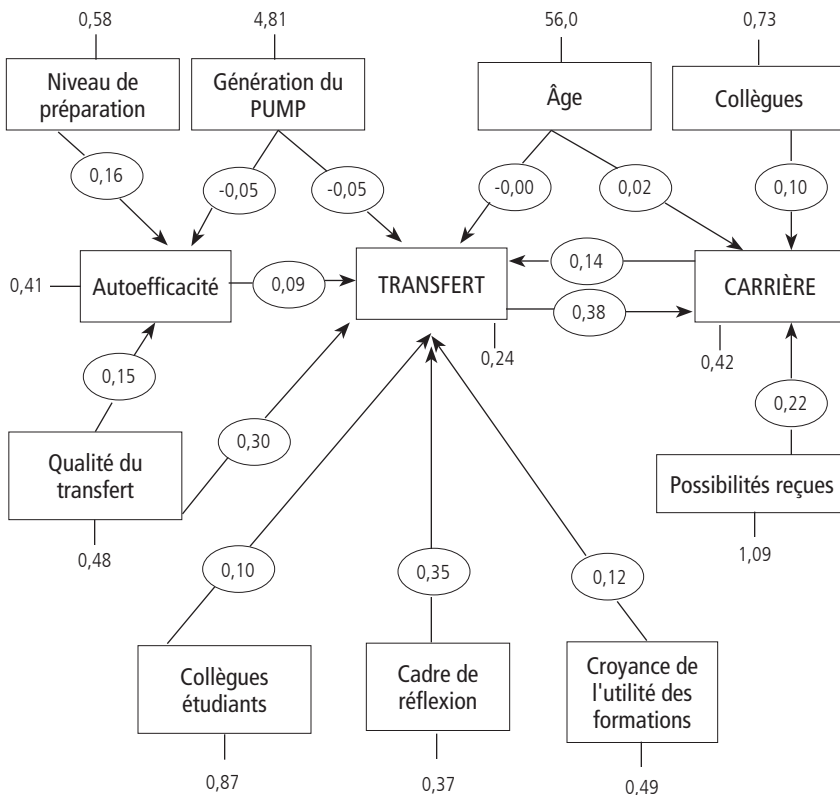 0,58
4,81
56,0
0,73
Niveau de
préparation
Génération du
PUMP
Âge
Collègues
0,16
-0,05
-0,05
-0,00
0,02
0,10
0,41
Autoefficacité
0,09
TRANSFERT
0,14
0,38
CARRIÈRE
0,24
0,42
0,15
0,30
0,22
Qualité du
transfert
Possibilités reçues
0,48
1,09
0,10
0,35
0,12
Collègues
étudiants
Cadre de
réflexion
Croyance de
l'utilité des
formations
0,87
0,37
0,49